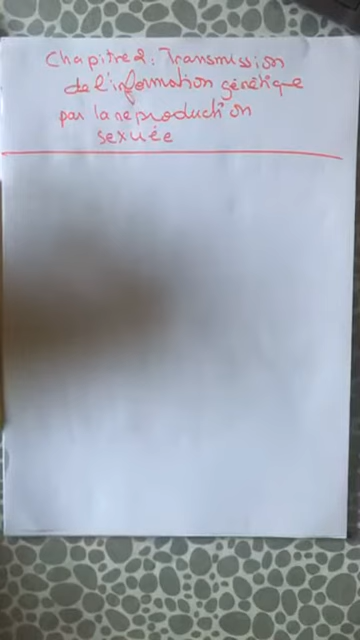 Chapitre 2 : Transmission
de l'information génétique
par la reproduction
sexuée